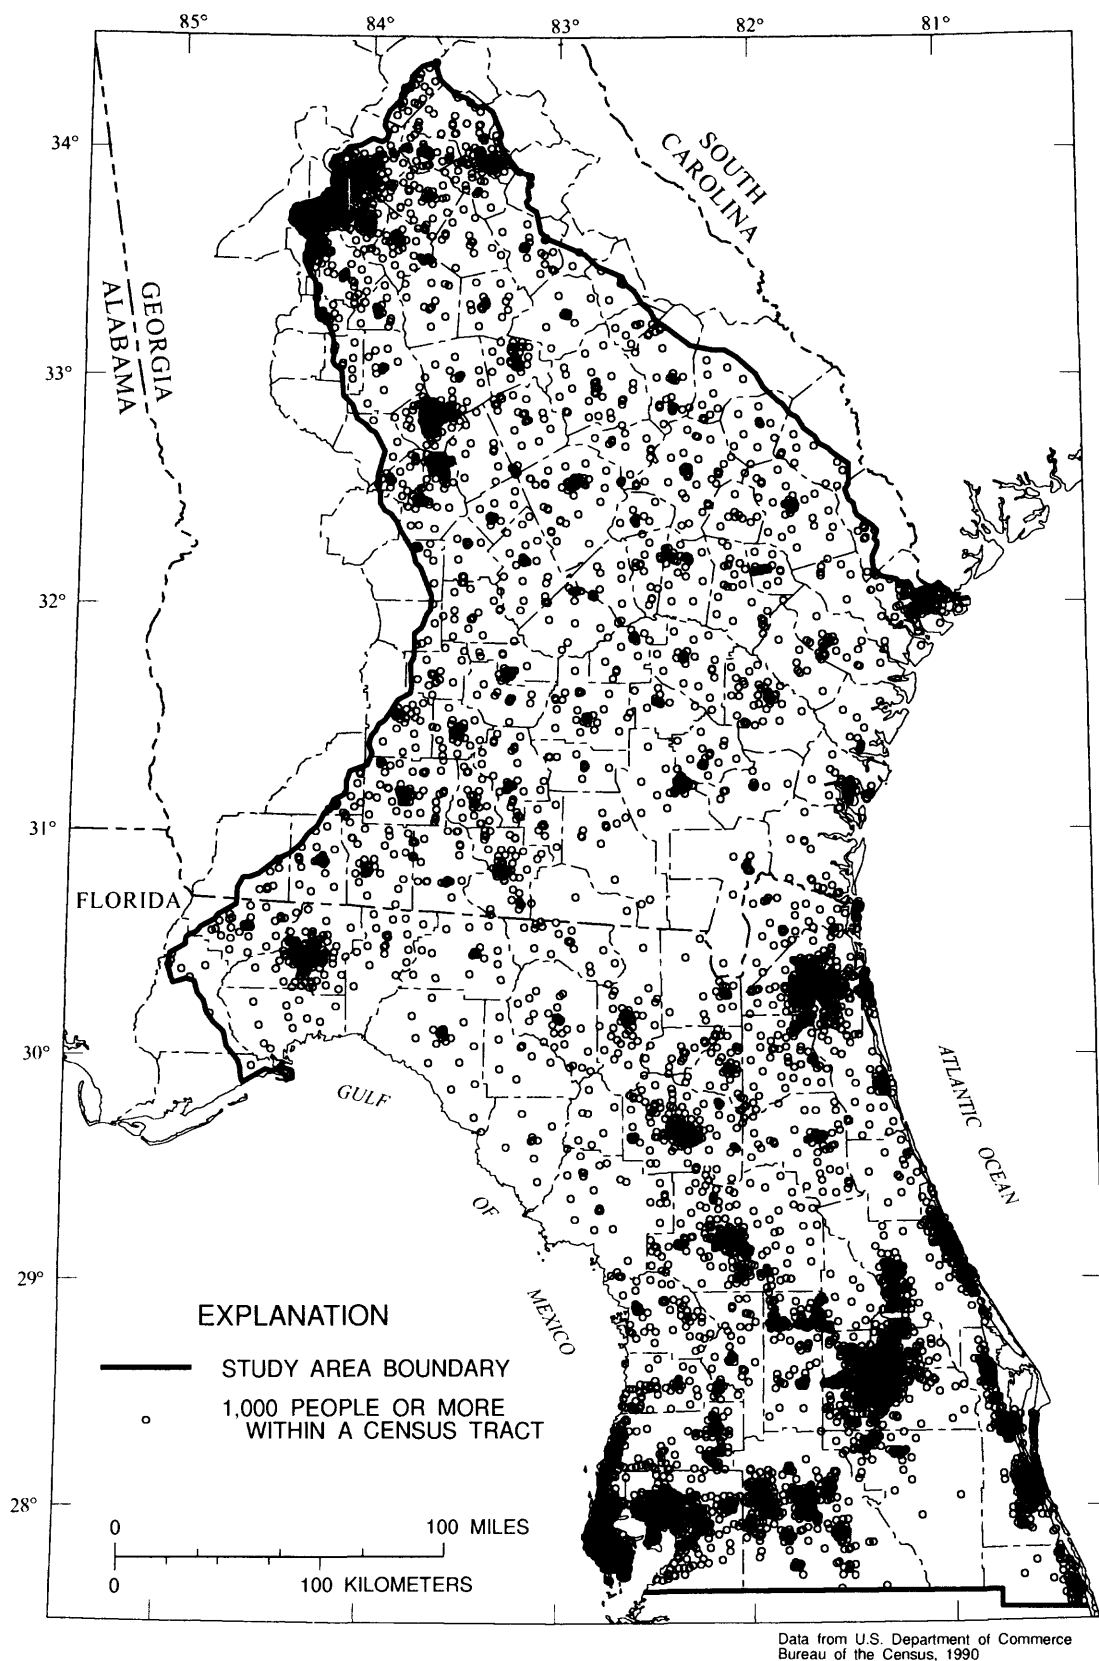 85° 84° 83° 82° 81°
34°
SOUTH
CAROLINA
GEORGIA
ALABAMA
33°
32°
31°
FLORIDA
30°
GULF
OF
MEXICO
ATLANTIC OCEAN
29°
EXPLANATION
STUDY AREA BOUNDARY
1,000 PEOPLE OR MORE
WITHIN A CENSUS TRACT
28°
0 100 MILES
0 100 KILOMETERS
Data from U.S. Department of Commerce
Bureau of the Census, 1990